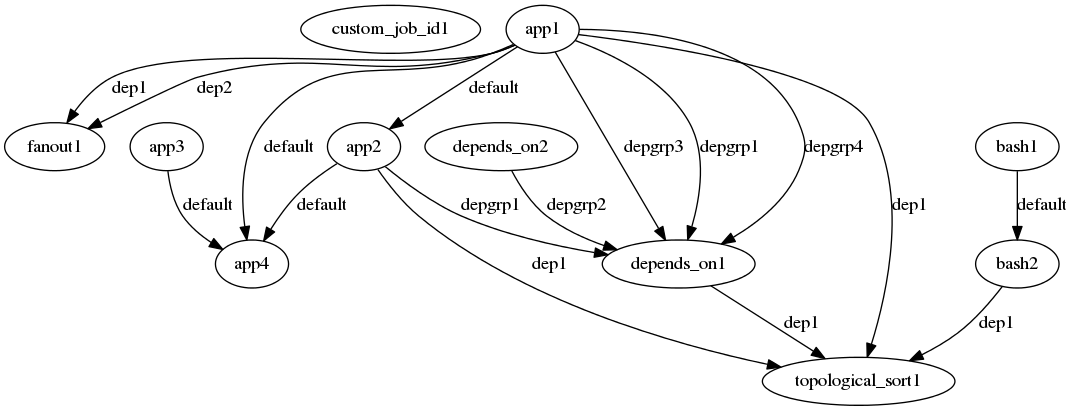 custom_job_id1
app1
dep1
dep2
default
fanout1
app3
app2
depends_on2
bash1
default
default
default
depgrp1
depgrp2
depgrp3
depgrp1
depgrp4
dep1
default
app4
dep1
depends_on1
bash2
dep1
dep1
topological_sort1